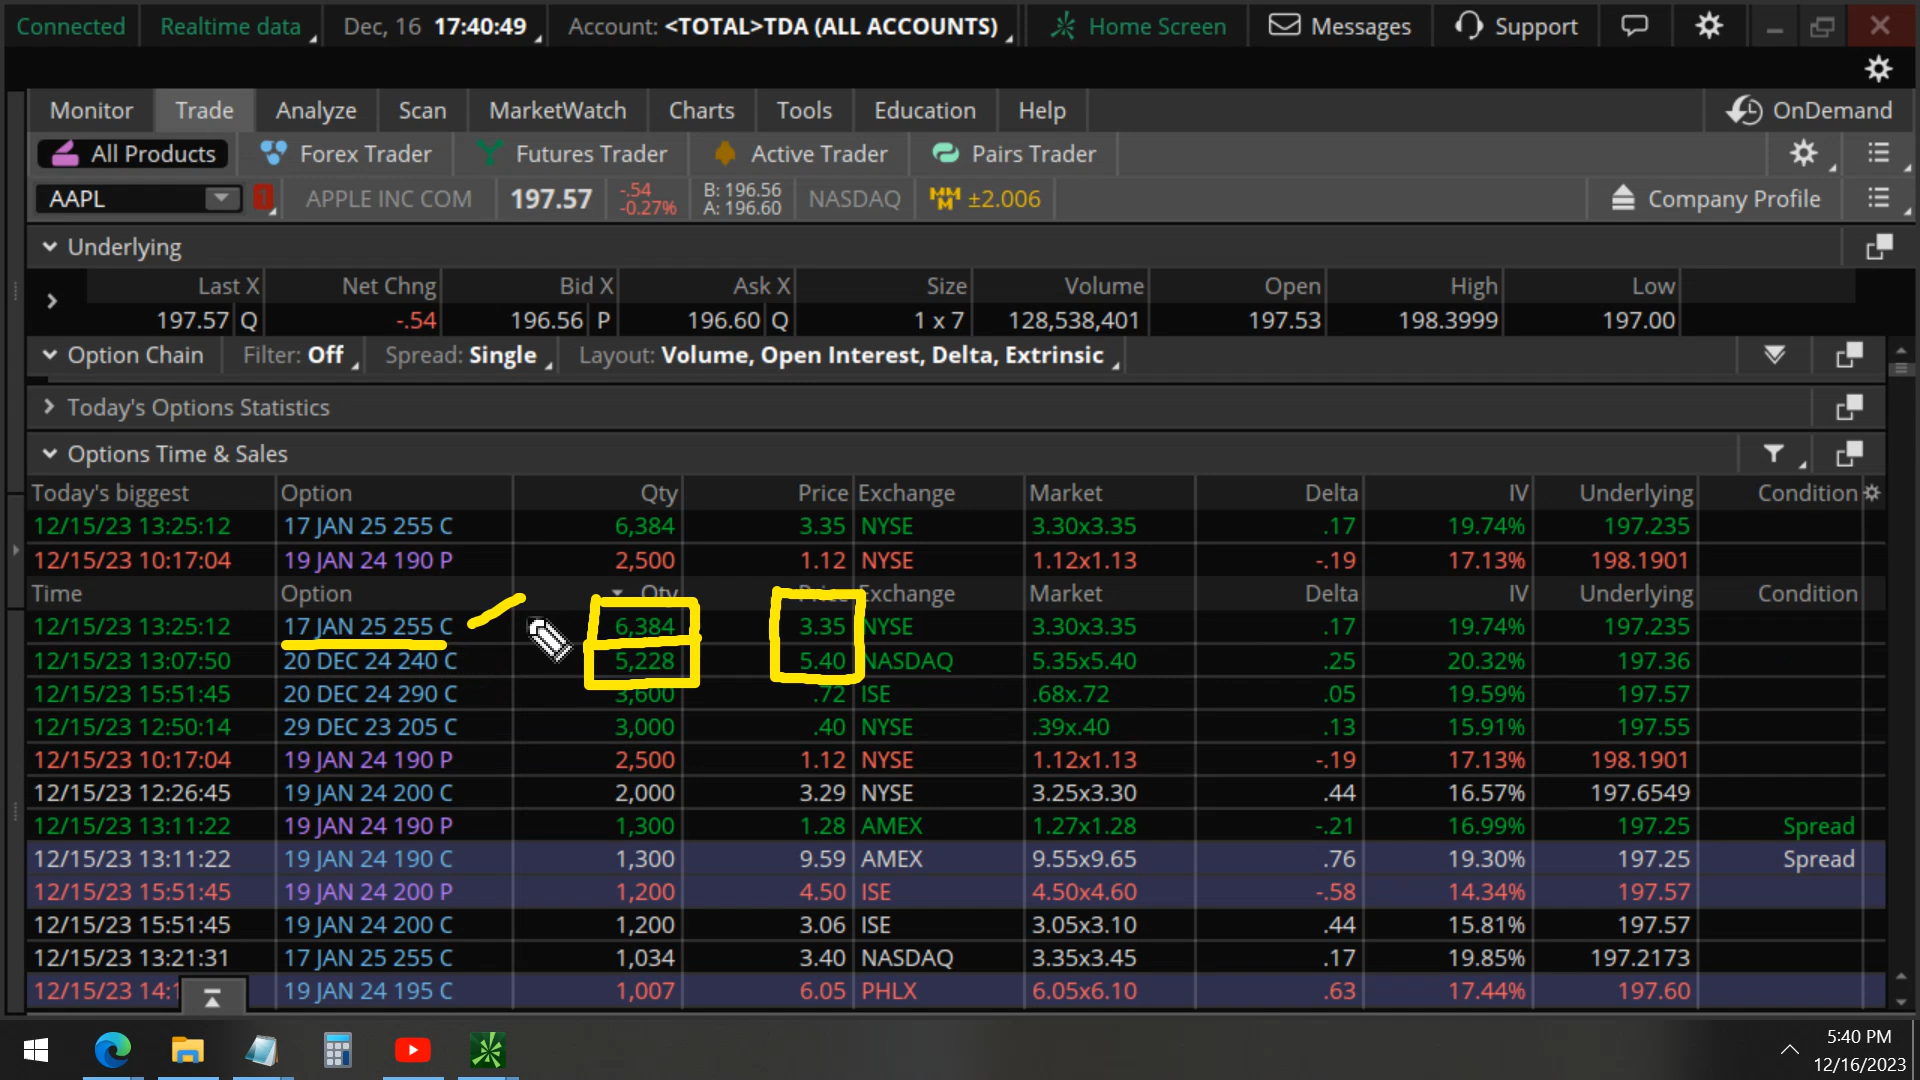 Connected Realtime data Dec, 16 17:40:49 Account: <TOTAL>TDA (ALL ACCOUNTS) Home Screen Messages Support
Monitor Trade Analyze Scan MarketWatch Charts Tools Education Help OnDemand
All Products Forex Trader Futures Trader Active Trader Pairs Trader
AAPL 1 APPLE INC COM 197.57 -.54 -0.27% B: 196.56 A: 196.60 NASDAQ MMM ±2.006 Company Profile
Underlying
Last X Net Chng Bid X Ask X Size Volume Open High Low
197.57 Q -.54 196.56 P 196.60 Q 1 x 7 128,538,401 197.53 198.3999 197.00
Option Chain Filter: Off Spread: Single Layout: Volume, Open Interest, Delta, Extrinsic
Today's Options Statistics
Options Time & Sales
Today's biggest Option Qty Price Exchange Market Delta IV Underlying Condition
12/15/23 13:25:12 17 JAN 25 255 C 6,384 3.35 NYSE 3.30x3.35 .17 19.74% 197.235
12/15/23 10:17:04 19 JAN 24 190 P 2,500 1.12 NYSE 1.12x1.13 -.19 17.13% 198.1901
Time Option Qty Price Exchange Market Delta IV Underlying Condition
12/15/23 13:25:12 17 JAN 25 255 C 6,384 3.35 NYSE 3.30x3.35 .17 19.74% 197.235
12/15/23 13:07:50 20 DEC 24 240 C 5,228 5.40 NASDAQ 5.35x5.40 .25 20.32% 197.36
12/15/23 15:51:45 20 DEC 24 290 C 3,600 .72 ISE .68x.72 .05 19.59% 197.57
12/15/23 12:50:14 29 DEC 23 205 C 3,000 .40 NYSE .39x.40 .13 15.91% 197.55
12/15/23 10:17:04 19 JAN 24 190 P 2,500 1.12 NYSE 1.12x1.13 -.19 17.13% 198.1901
12/15/23 12:26:45 19 JAN 24 200 C 2,000 3.29 NYSE 3.25x3.30 .44 16.57% 197.6549
12/15/23 13:11:22 19 JAN 24 190 P 1,300 1.28 AMEX 1.27x1.28 -.21 16.99% 197.25 Spread
12/15/23 13:11:22 19 JAN 24 190 C 1,300 9.59 AMEX 9.55x9.65 .76 19.30% 197.25 Spread
12/15/23 15:51:45 19 JAN 24 200 P 1,200 4.50 ISE 4.50x4.60 -.58 14.34% 197.57
12/15/23 15:51:45 19 JAN 24 200 C 1,200 3.06 ISE 3.05x3.10 .44 15.81% 197.57
12/15/23 13:21:31 17 JAN 25 255 C 1,034 3.40 NASDAQ 3.35x3.45 .17 19.85% 197.2173
12/15/23 14:1 19 JAN 24 195 C 1,007 6.05 PHLX 6.05x6.10 .63 17.44% 197.60
5:40 PM
12/16/2023